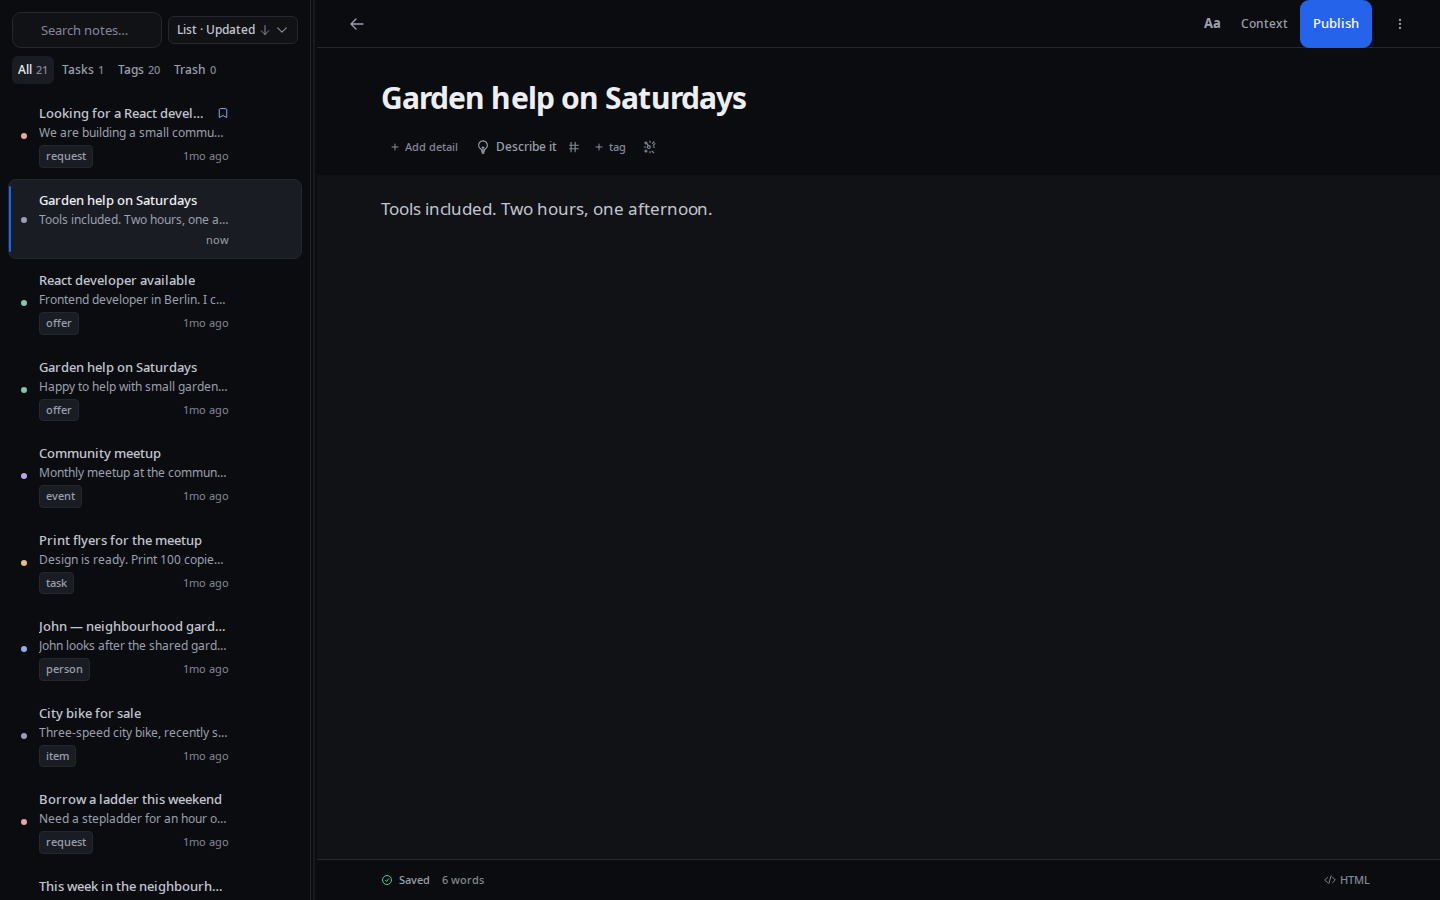 Search notes...
List · Updated ↓
All 21 Tasks 1 Tags 20 Trash 0
Looking for a React devel...
We are building a small commu...
request 1mo ago
Garden help on Saturdays
Tools included. Two hours, one a...
now
React developer available
Frontend developer in Berlin. I c...
offer 1mo ago
Garden help on Saturdays
Happy to help with small garden...
offer 1mo ago
Community meetup
Monthly meetup at the commun...
event 1mo ago
Print flyers for the meetup
Design is ready. Print 100 copie...
task 1mo ago
John — neighbourhood gard...
John looks after the shared gard...
person 1mo ago
City bike for sale
Three-speed city bike, recently s...
item 1mo ago
Borrow a ladder this weekend
Need a stepladder for an hour o...
request 1mo ago
This week in the neighbourh...
Aa Context Publish
Garden help on Saturdays
+ Add detail Describe it # + tag
Tools included. Two hours, one afternoon.
Saved 6 words
</> HTML